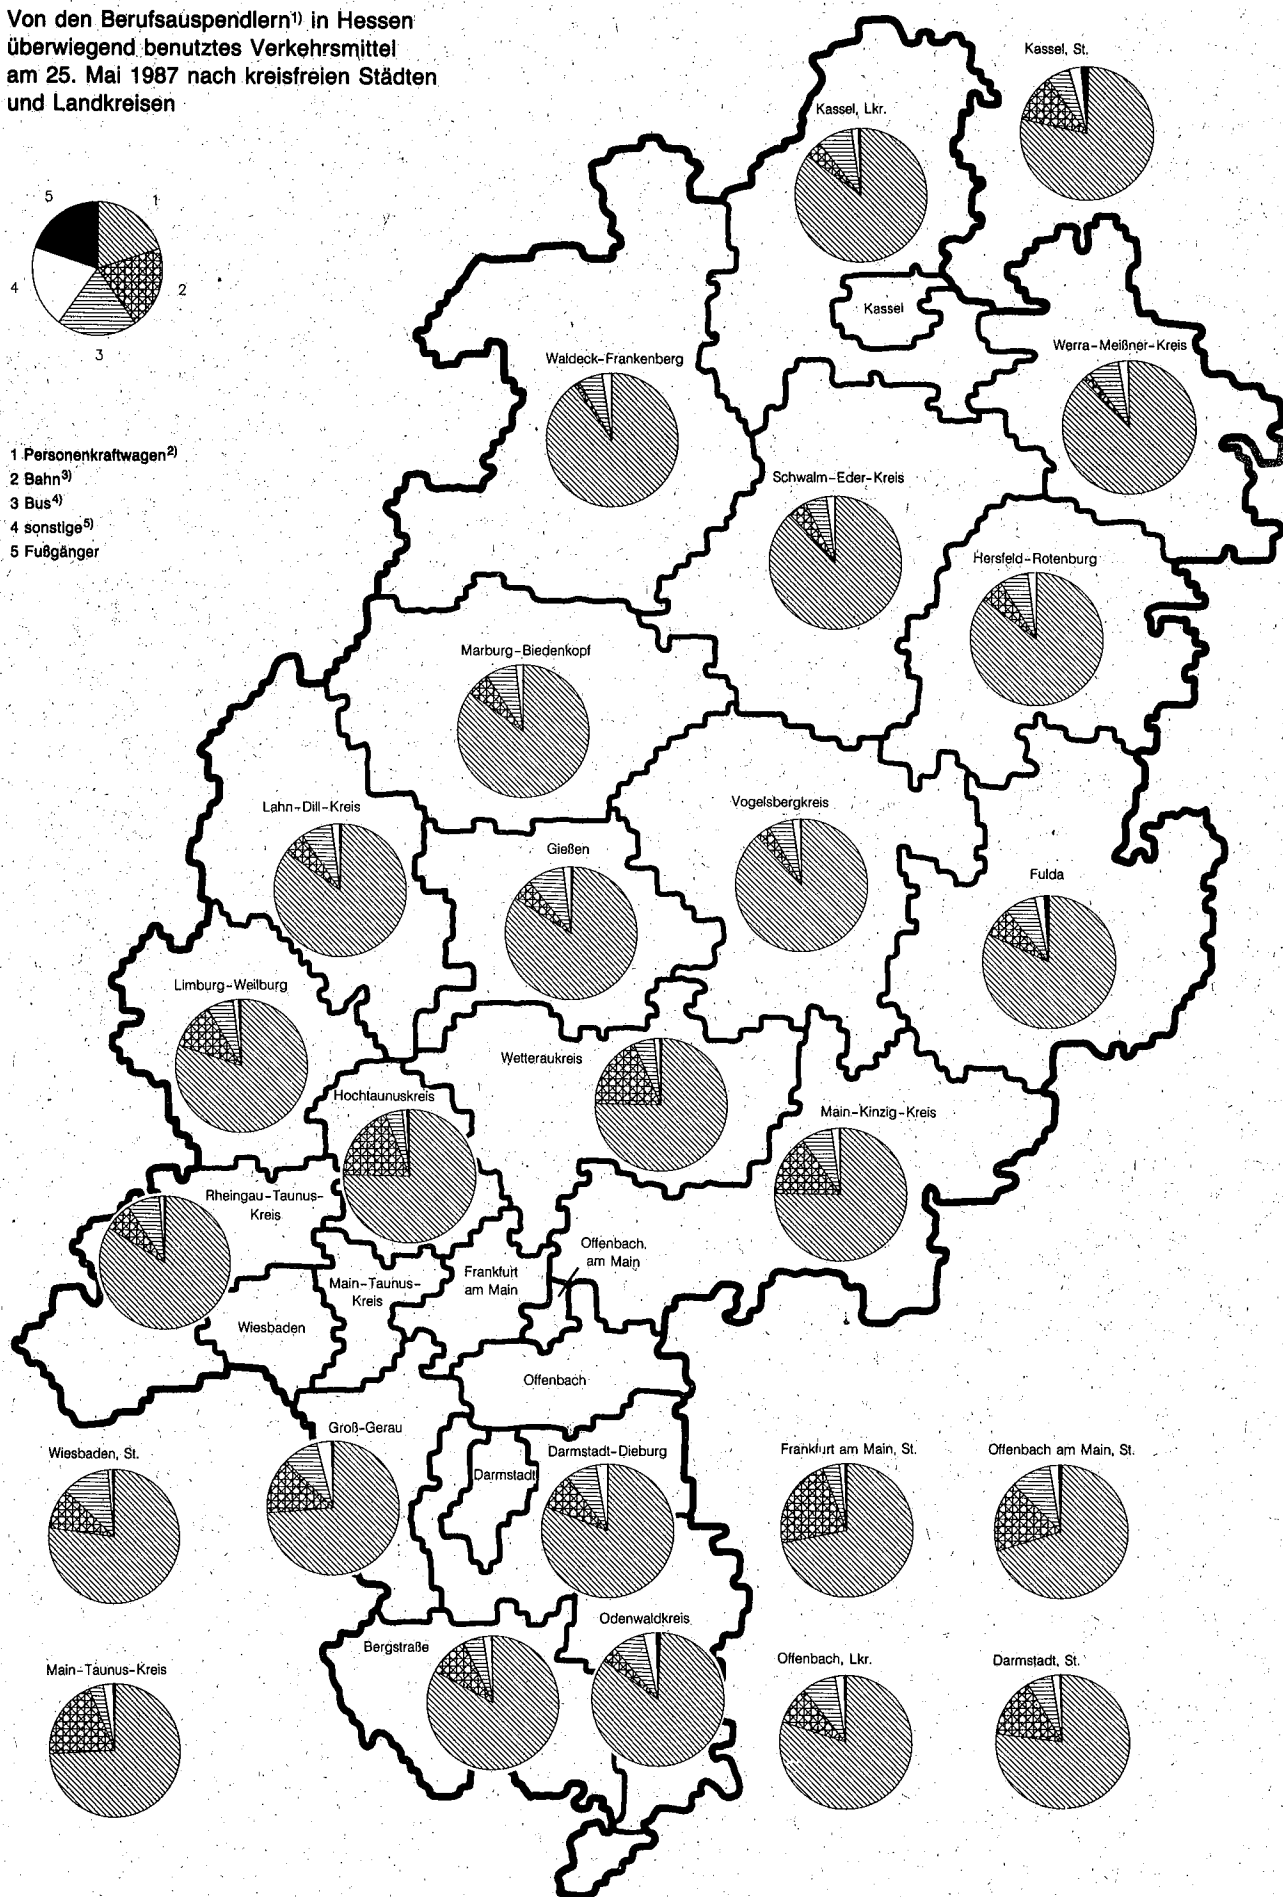 Von den Berufsauspendlern¹⁾ in Hessen
überwiegend benutztes Verkehrsmittel
am 25. Mai 1987 nach kreisfreien Städten
und Landkreisen
Kassel, St.
Kassel, Lkr.
5
1
4
2
3
Kassel
Waldeck-Frankenberg
Werra-Meißner-Kreis
1 Personenkraftwagen²⁾
2 Bahn³⁾
3 Bus⁴⁾
4 sonstige⁵⁾
5 Fußgänger
Schwalm-Eder-Kreis
Hersfeld-Rotenburg
Marburg-Biedenkopf
Lahn-Dill-Kreis
Vogelsbergkreis
Gießen
Fulda
Limburg-Weilburg
Wetteraukreis
Hochtaunuskreis
Main-Kinzig-Kreis
Rheingau-Taunus-
Kreis
Offenbach
am Main
Main-Taunus-
Kreis
Frankfurt
am Main
Wiesbaden
Offenbach
Groß-Gerau
Wiesbaden, St.
Darmstadt-Dieburg
Frankfurt am Main, St.
Offenbach am Main, St.
Darmstadt
Bergstraße
Odenwaldkreis
Main-Taunus-Kreis
Offenbach, Lkr.
Darmstadt, St.